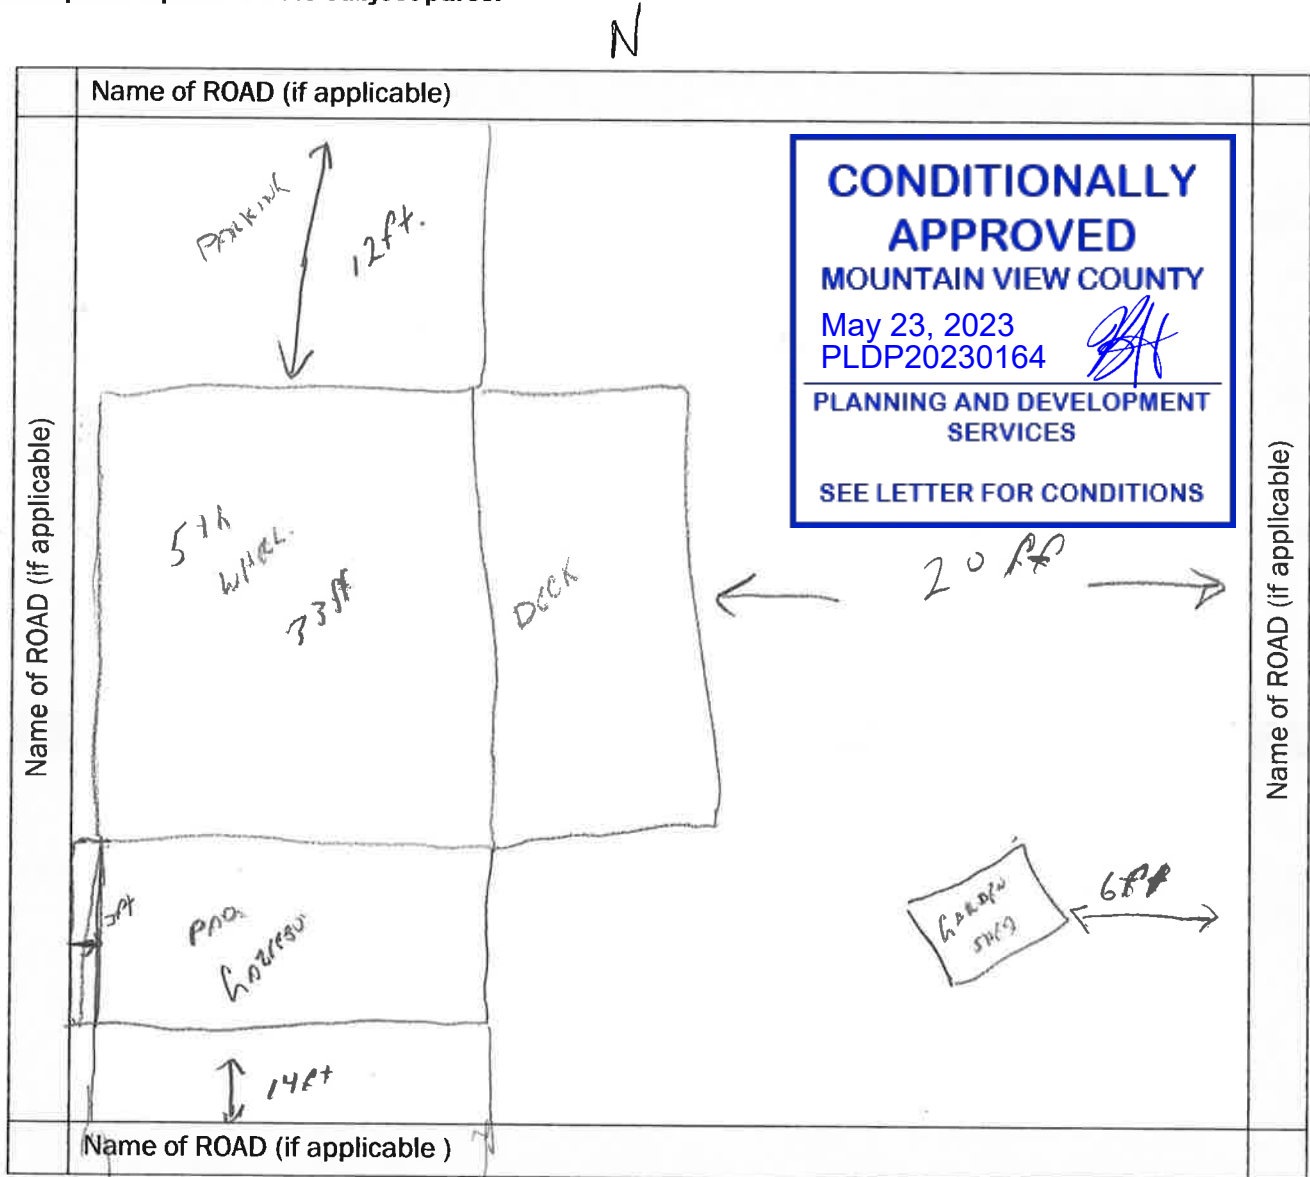 N
Name of ROAD (if applicable)
PARKING
12ft.
CONDITIONALLY
APPROVED
MOUNTAIN VIEW COUNTY
May 23, 2023
PLDP20230164
PLANNING AND DEVELOPMENT
SERVICES
SEE LETTER FOR CONDITIONS
Name of ROAD (if applicable)
5th
33ft
DECK
20 ft
Name of ROAD (if applicable)
GARDEN
SHED
6ft
14ft
Name of ROAD (if applicable )